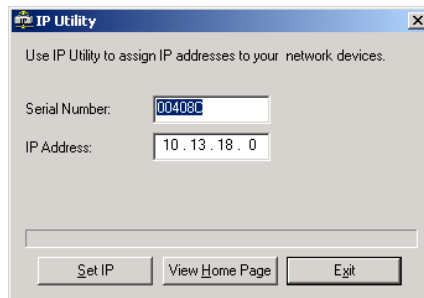 IP Utility
Use IP Utility to assign IP addresses to your network devices.
Serial Number: 00408C
IP Address: 10 . 13 . 18 . 0
Set IP View Home Page Exit